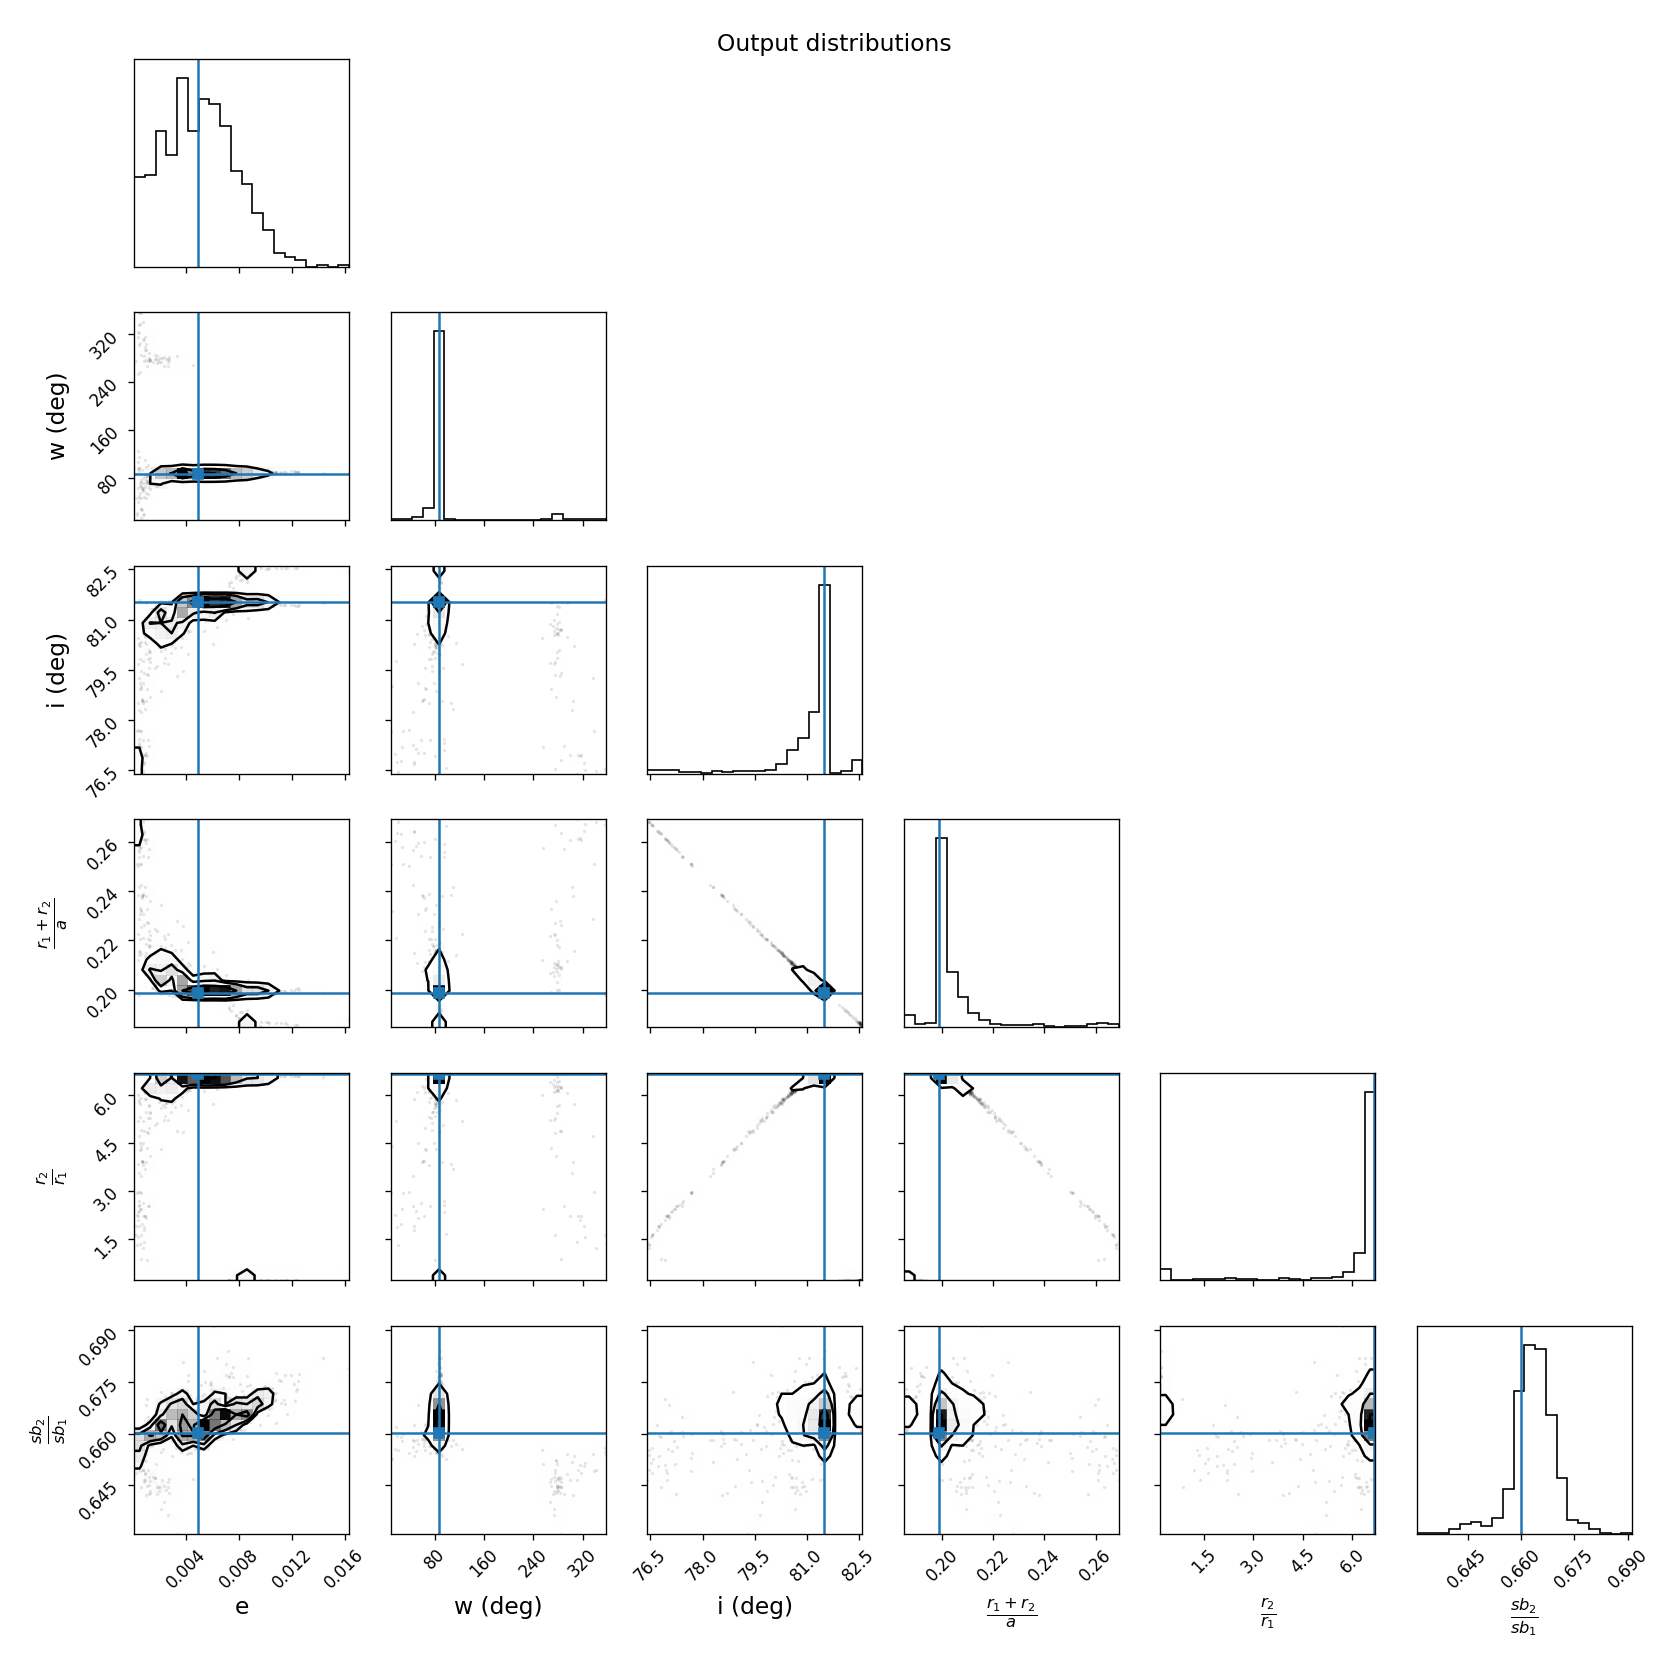 Output distributions
w (deg)
320
240
160
80
i (deg)
82.5
81.0
79.5
78.0
76.5
r₁ + r₂
a
0.26
0.24
0.22
0.20
r₂
r₁
6.0
4.5
3.0
1.5
sb₂
sb₁
0.690
0.675
0.660
0.645
0.004 0.008 0.012 0.016
e
80 160 240 320
w (deg)
76.5 78.0 79.5 81.0 82.5
i (deg)
0.20 0.22 0.24 0.26
r₁ + r₂
a
1.5 3.0 4.5 6.0
r₂
r₁
0.645 0.660 0.675 0.690
sb₂
sb₁